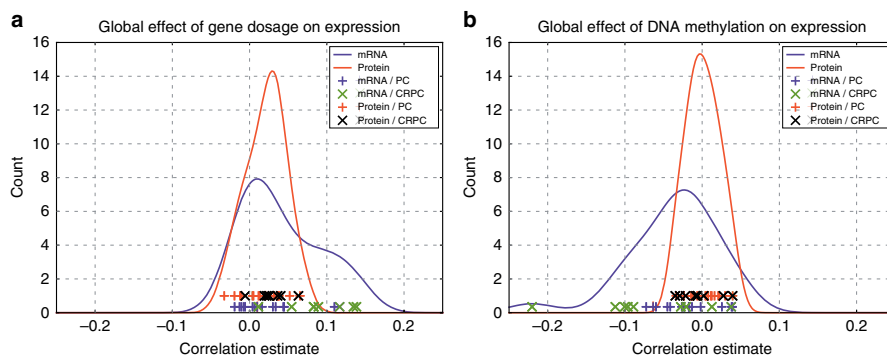 a
Global effect of gene dosage on expression
16
14
12
10
8
6
4
2
0
Count
−0.2
−0.1
0.0
0.1
0.2
Correlation estimate
mRNA
Protein
mRNA / PC
mRNA / CRPC
Protein / PC
Protein / CRPC
b
Global effect of DNA methylation on expression
16
14
12
10
8
6
4
2
0
Count
−0.2
−0.1
0.0
0.1
0.2
Correlation estimate
mRNA
Protein
mRNA / PC
mRNA / CRPC
Protein / PC
Protein / CRPC